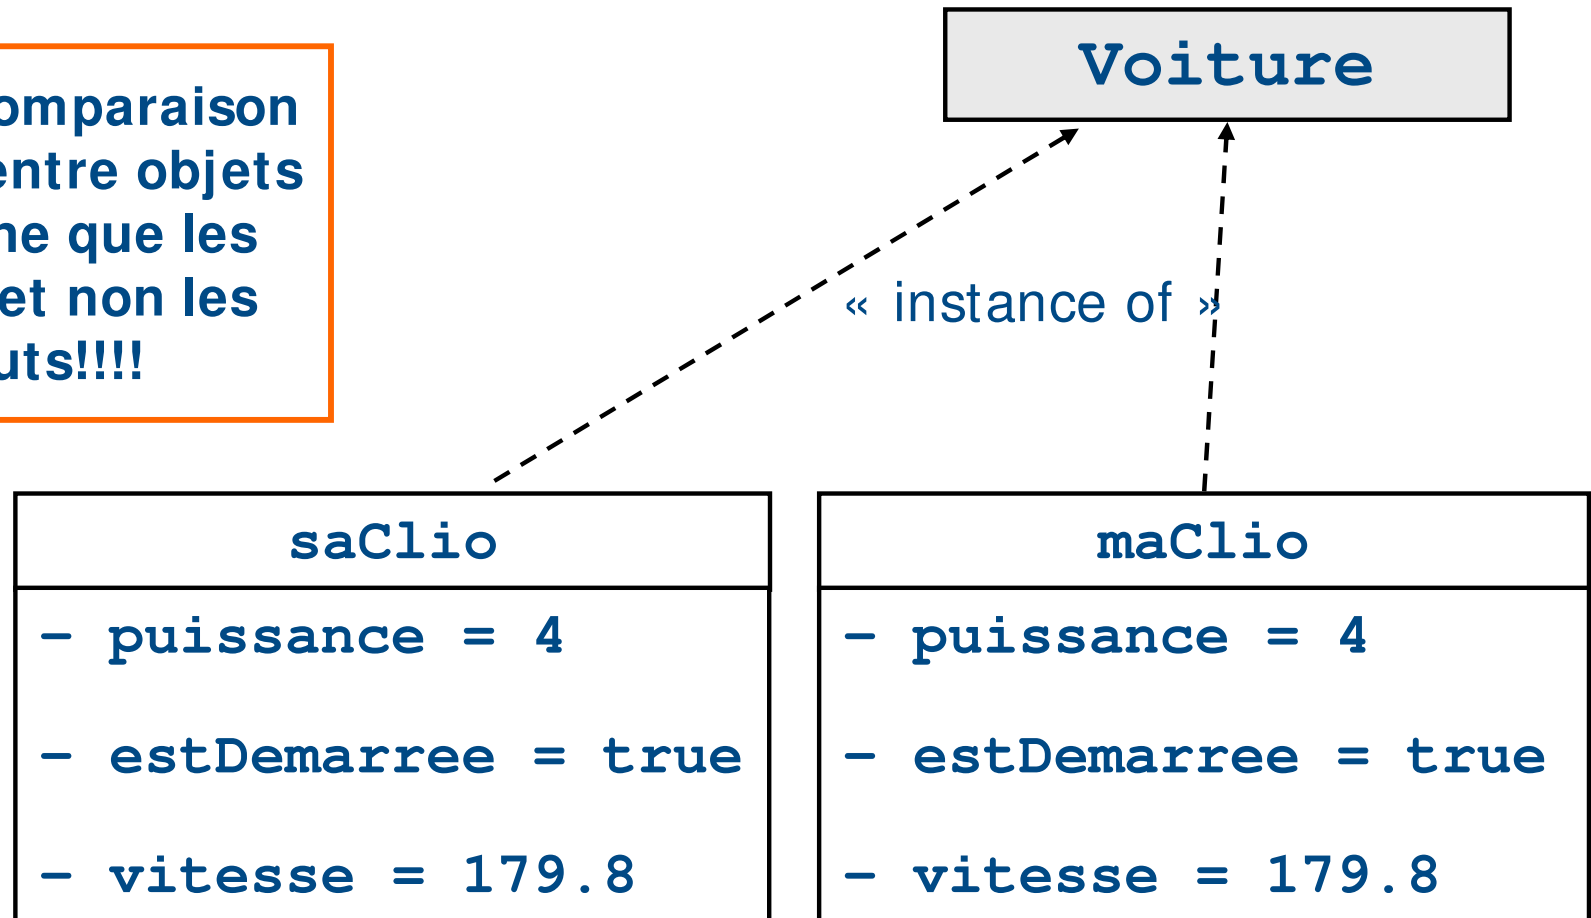 Voiture
omparaison
entre objets
ne que les
et non les
uts!!!!
« instance of »
saClio
- puissance = 4
- estDemarree = true
- vitesse = 179.8
maClio
- puissance = 4
- estDemarree = true
- vitesse = 179.8